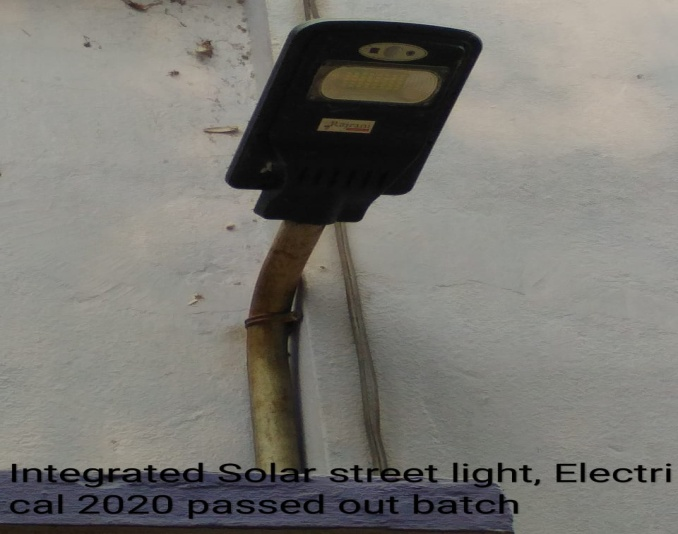 Integrated Solar street light, Electri
cal 2020 passed out batch